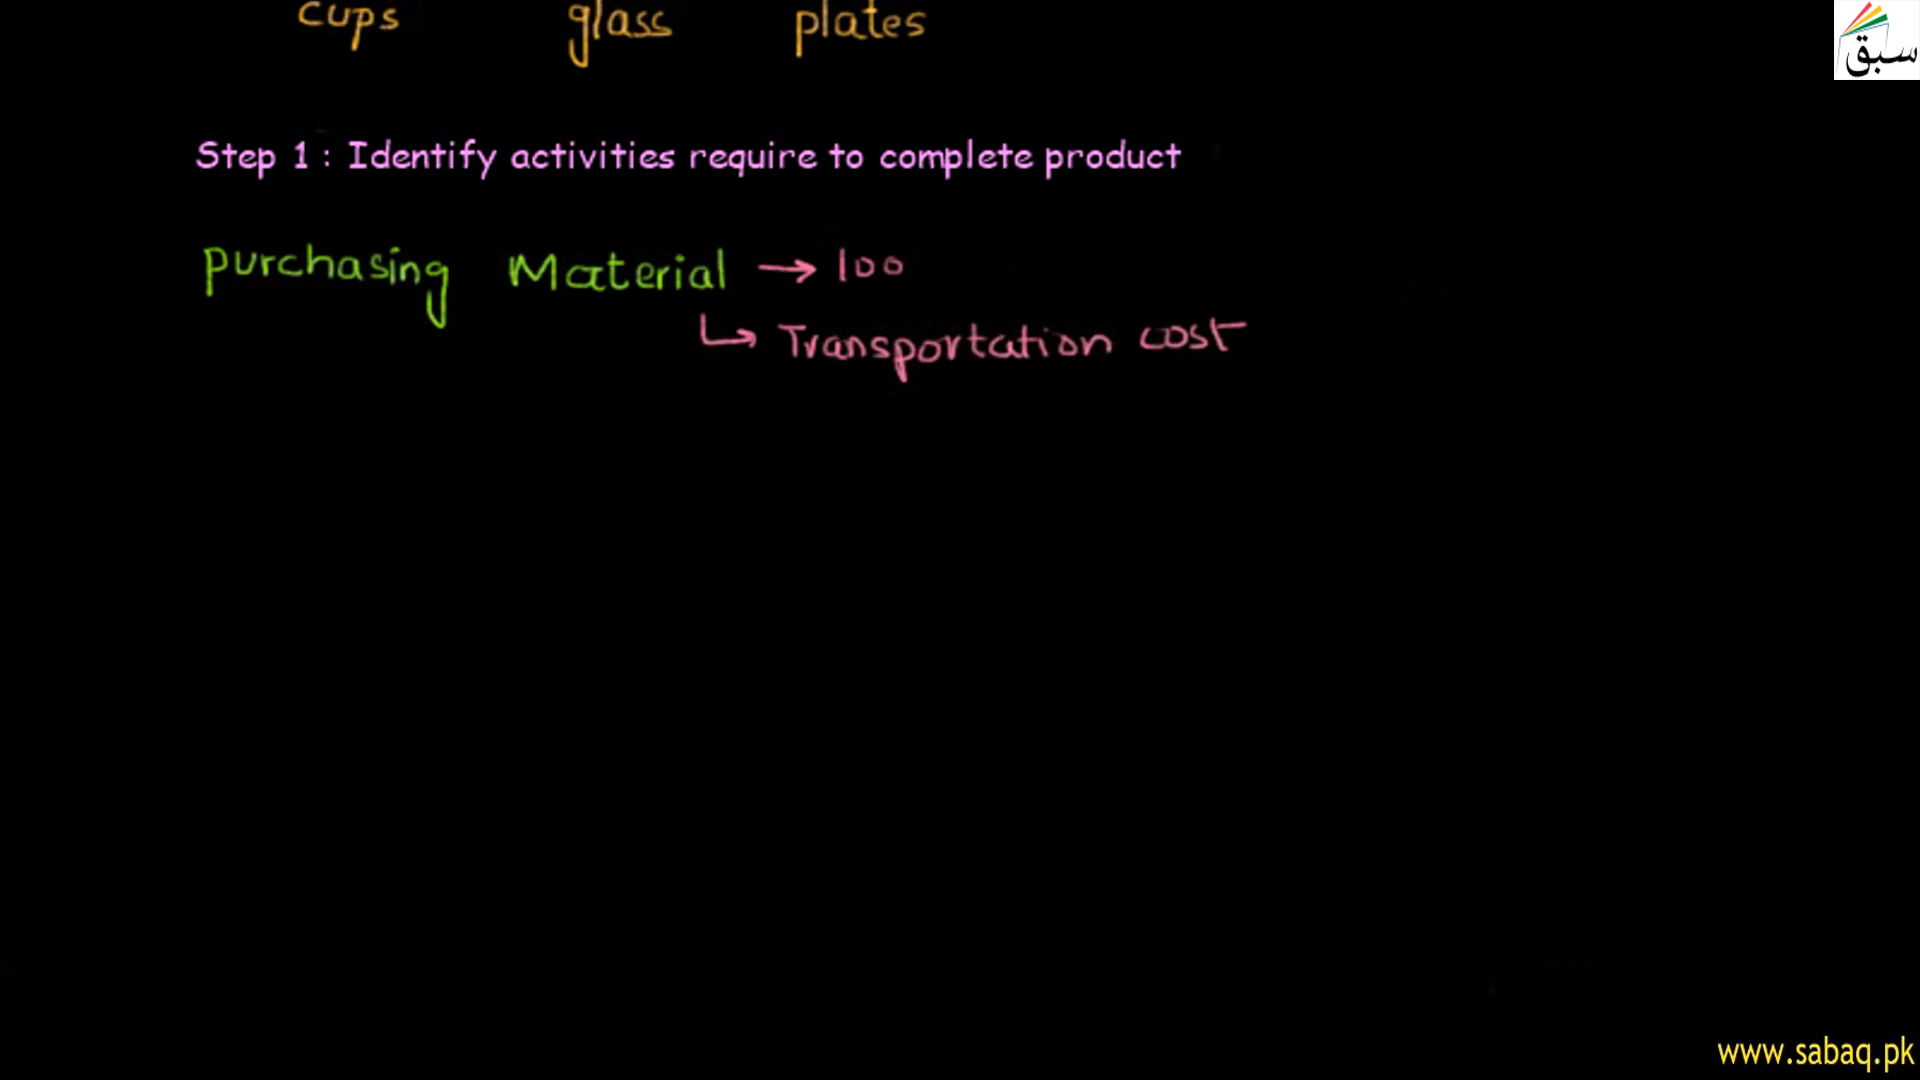 cups glass plates
سبق
Step 1 : Identify activities require to complete product
purchasing Material → 100
↳ Transportation cost
www.sabaq.pk